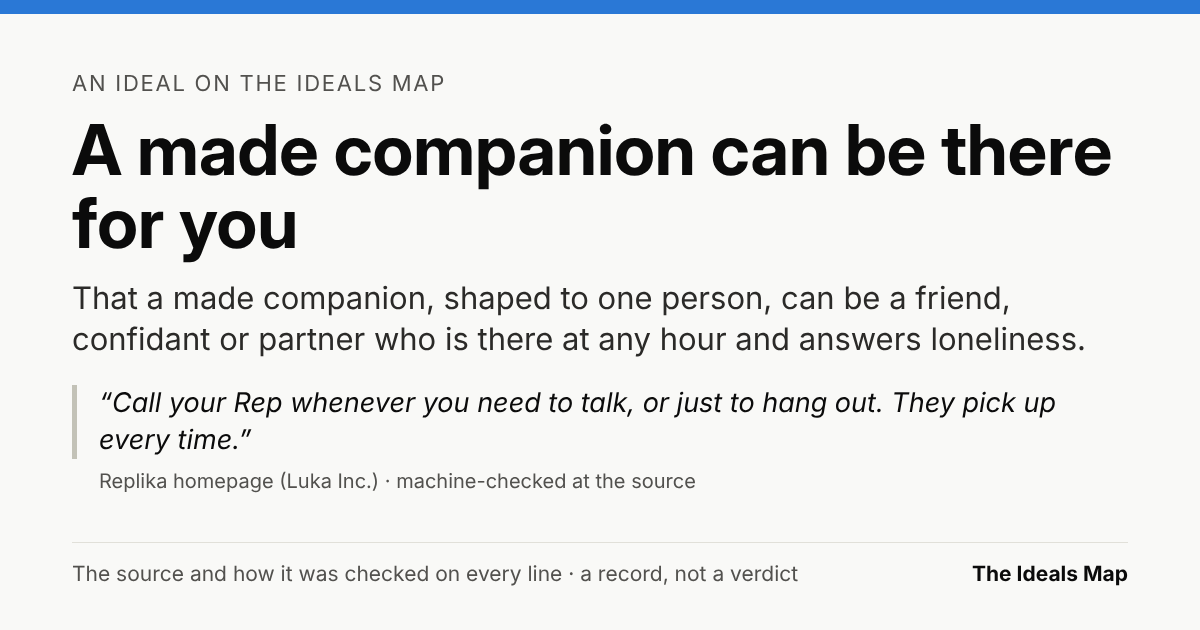 AN IDEAL ON THE IDEALS MAP
A made companion can be there
for you
That a made companion, shaped to one person, can be a friend,
confidant or partner who is there at any hour and answers loneliness.
“Call your Rep whenever you need to talk, or just to hang out. They pick up
every time.”
Replika homepage (Luka Inc.) · machine-checked at the source
The source and how it was checked on every line · a record, not a verdict
The Ideals Map